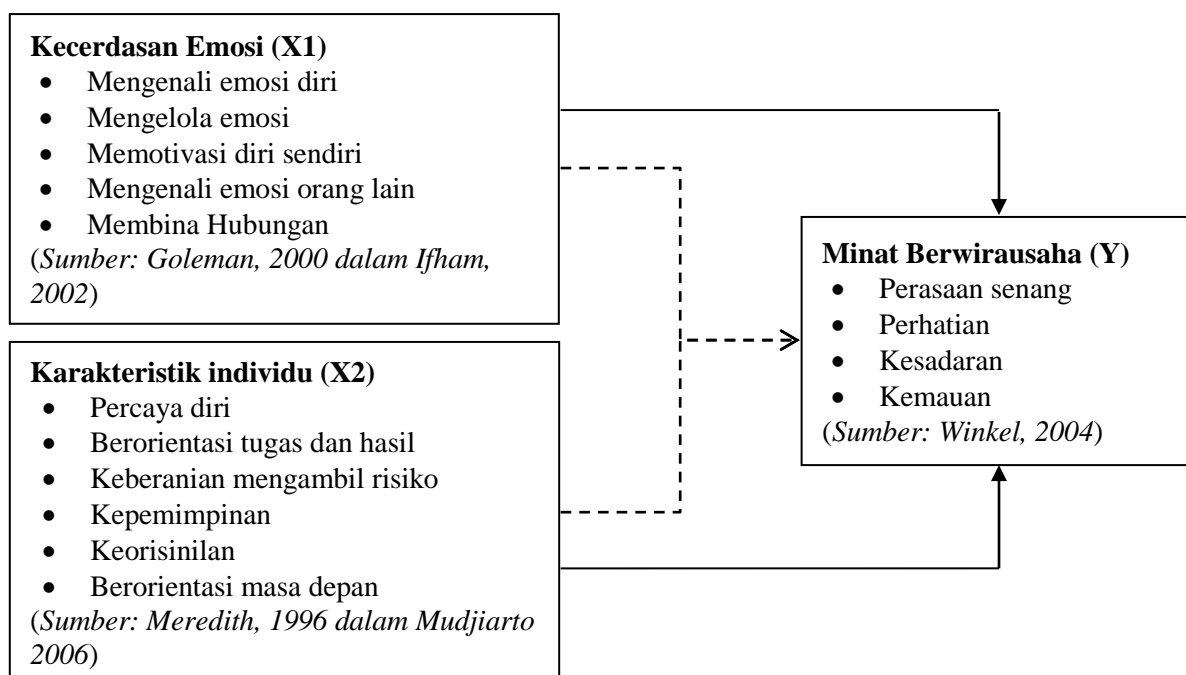 Kecerdasan Emosi (X1)
• Mengenali emosi diri
• Mengelola emosi
• Memotivasi diri sendiri
• Mengenali emosi orang lain
• Membina Hubungan
(Sumber: Goleman, 2000 dalam Ifham,
2002)
Karakteristik individu (X2)
• Percaya diri
• Berorientasi tugas dan hasil
• Keberanian mengambil risiko
• Kepemimpinan
• Keorisinilan
• Berorientasi masa depan
(Sumber: Meredith, 1996 dalam Mudjiarto
2006)
Minat Berwirausaha (Y)
• Perasaan senang
• Perhatian
• Kesadaran
• Kemauan
(Sumber: Winkel, 2004)